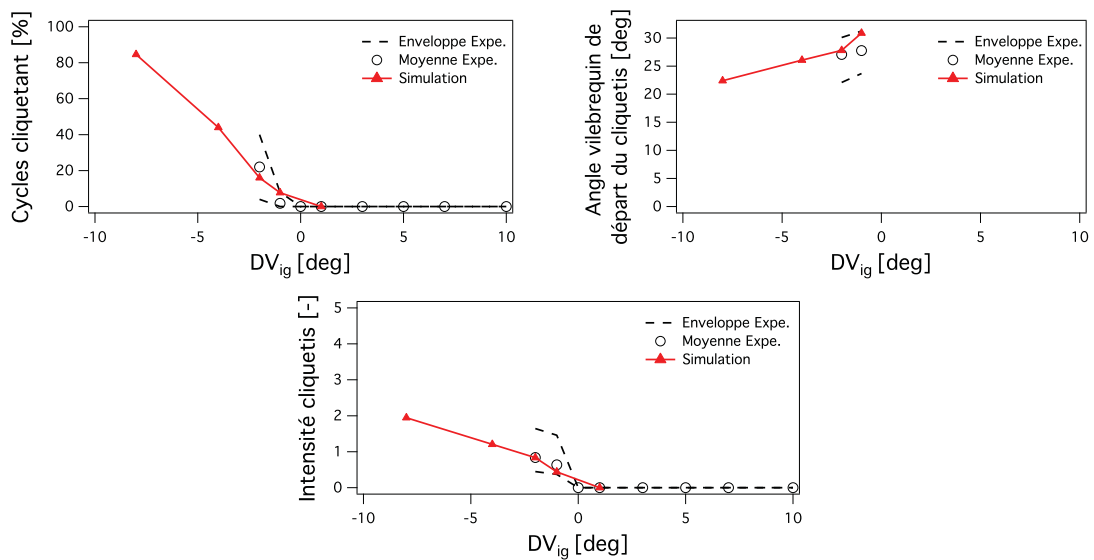 Cycles cliquetant [%]
100
80
60
40
20
0
-10
-5
0
5
10
DVig [deg]
Enveloppe Expe.
Moyenne Expe.
Simulation
Angle vilebrequin de
départ du cliquetis [deg]
30
25
20
15
10
5
0
-10
-5
0
5
10
DVig [deg]
Enveloppe Expe.
Moyenne Expe.
Simulation
Intensité cliquetis [-]
5
4
3
2
1
0
-10
-5
0
5
10
DVig [deg]
Enveloppe Expe.
Moyenne Expe.
Simulation